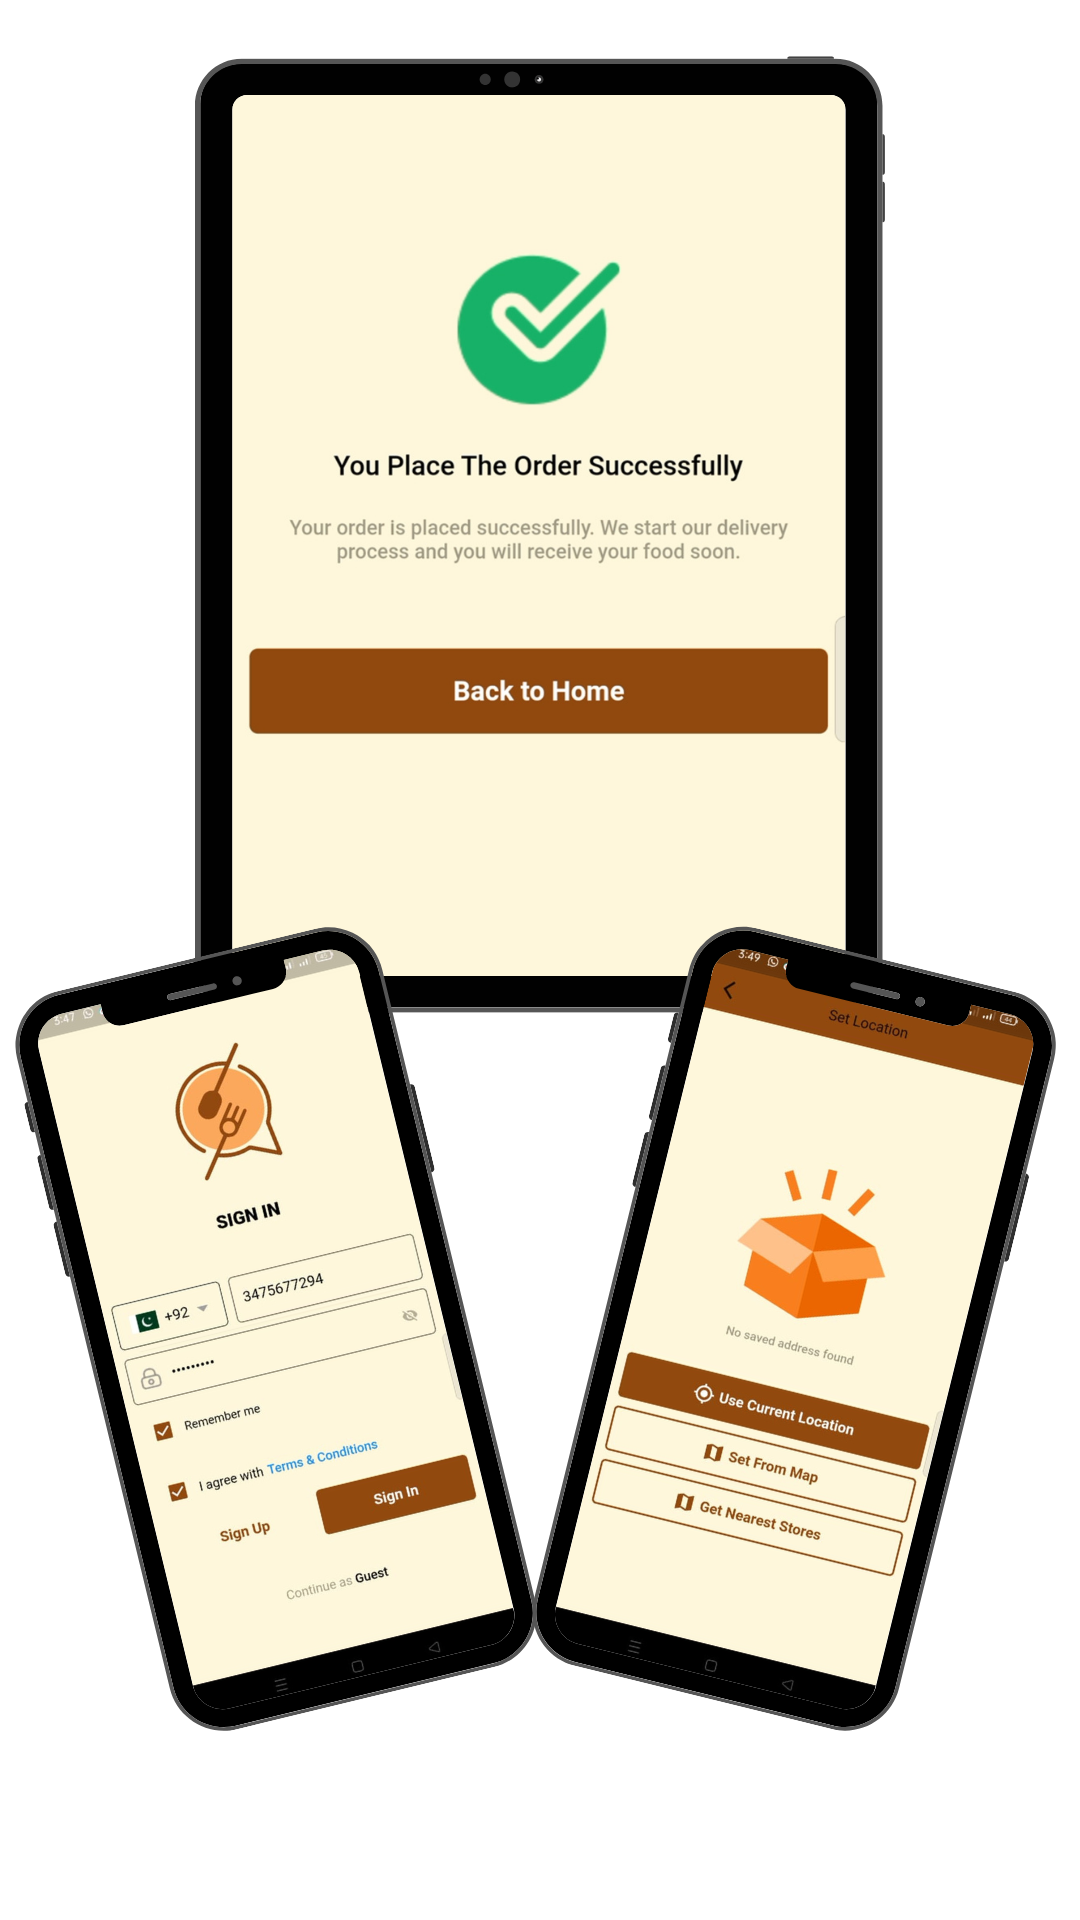 You Place The Order Successfully
Your order is placed successfully. We start our delivery
process and you will receive your food soon.
Back to Home
3:47
SIGN IN
+92
3475677294
•••••••••
Remember me
I agree with Terms & Conditions
Sign Up
Sign In
Continue as Guest
3:49
44
Set Location
No saved address found
Use Current Location
Set From Map
Get Nearest Stores